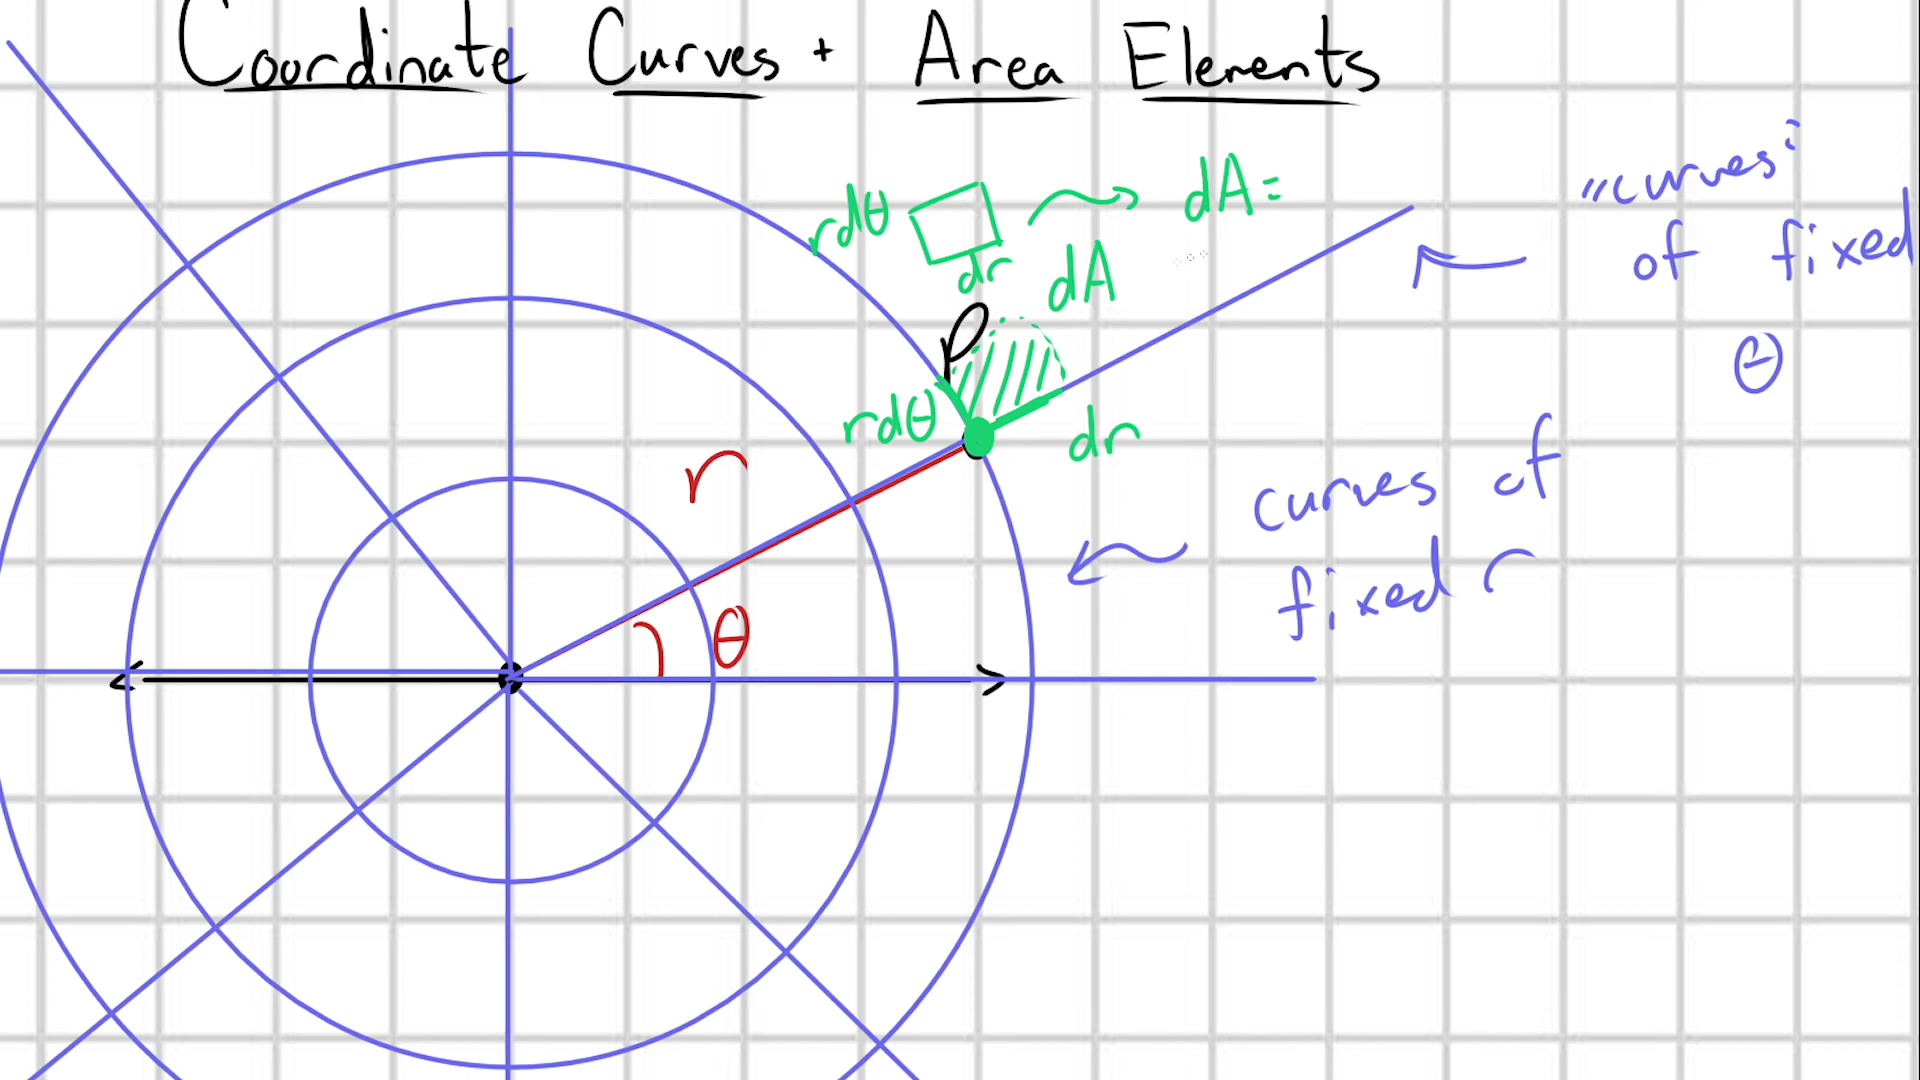 Coordinate Curves + Area Elements
"curves"
of fixed
θ
rdθ
dr
dA =
dA
P
rdθ
dr
r
θ
curves of
fixed r